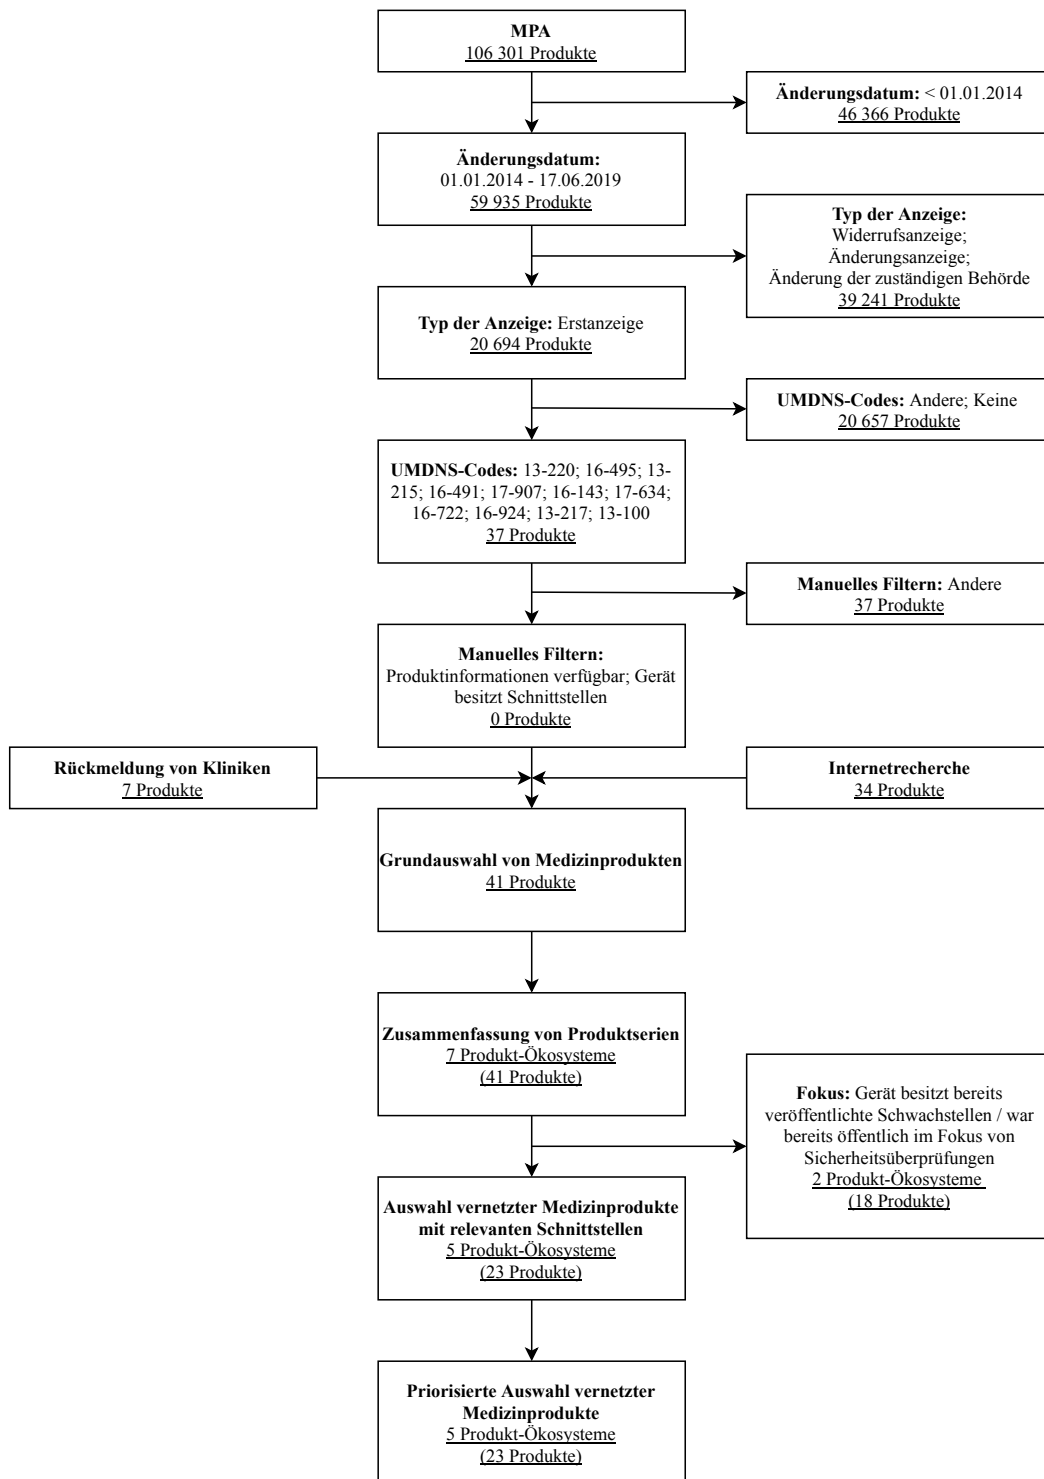 MPA
106 301 Produkte
Änderungsdatum: < 01.01.2014
46 366 Produkte
Änderungsdatum:
01.01.2014 - 17.06.2019
59 935 Produkte
Typ der Anzeige:
Widerrufsanzeige;
Änderungsanzeige;
Änderung der zuständigen Behörde
39 241 Produkte
Typ der Anzeige: Erstanzeige
20 694 Produkte
UMDNS-Codes: Andere; Keine
20 657 Produkte
UMDNS-Codes: 13-220; 16-495; 13-
215; 16-491; 17-907; 16-143; 17-634;
16-722; 16-924; 13-217; 13-100
37 Produkte
Manuelles Filtern: Andere
37 Produkte
Manuelles Filtern:
Produktinformationen verfügbar; Gerät
besitzt Schnittstellen
0 Produkte
Rückmeldung von Kliniken
7 Produkte
Internetrecherche
34 Produkte
Grundauswahl von Medizinprodukten
41 Produkte
Zusammenfassung von Produktserien
7 Produkt-Ökosysteme
(41 Produkte)
Fokus: Gerät besitzt bereits
veröffentlichte Schwachstellen / war
bereits öffentlich im Fokus von
Sicherheitsüberprüfungen
2 Produkt-Ökosysteme
(18 Produkte)
Auswahl vernetzter Medizinprodukte
mit relevanten Schnittstellen
5 Produkt-Ökosysteme
(23 Produkte)
Priorisierte Auswahl vernetzter
Medizinprodukte
5 Produkt-Ökosysteme
(23 Produkte)